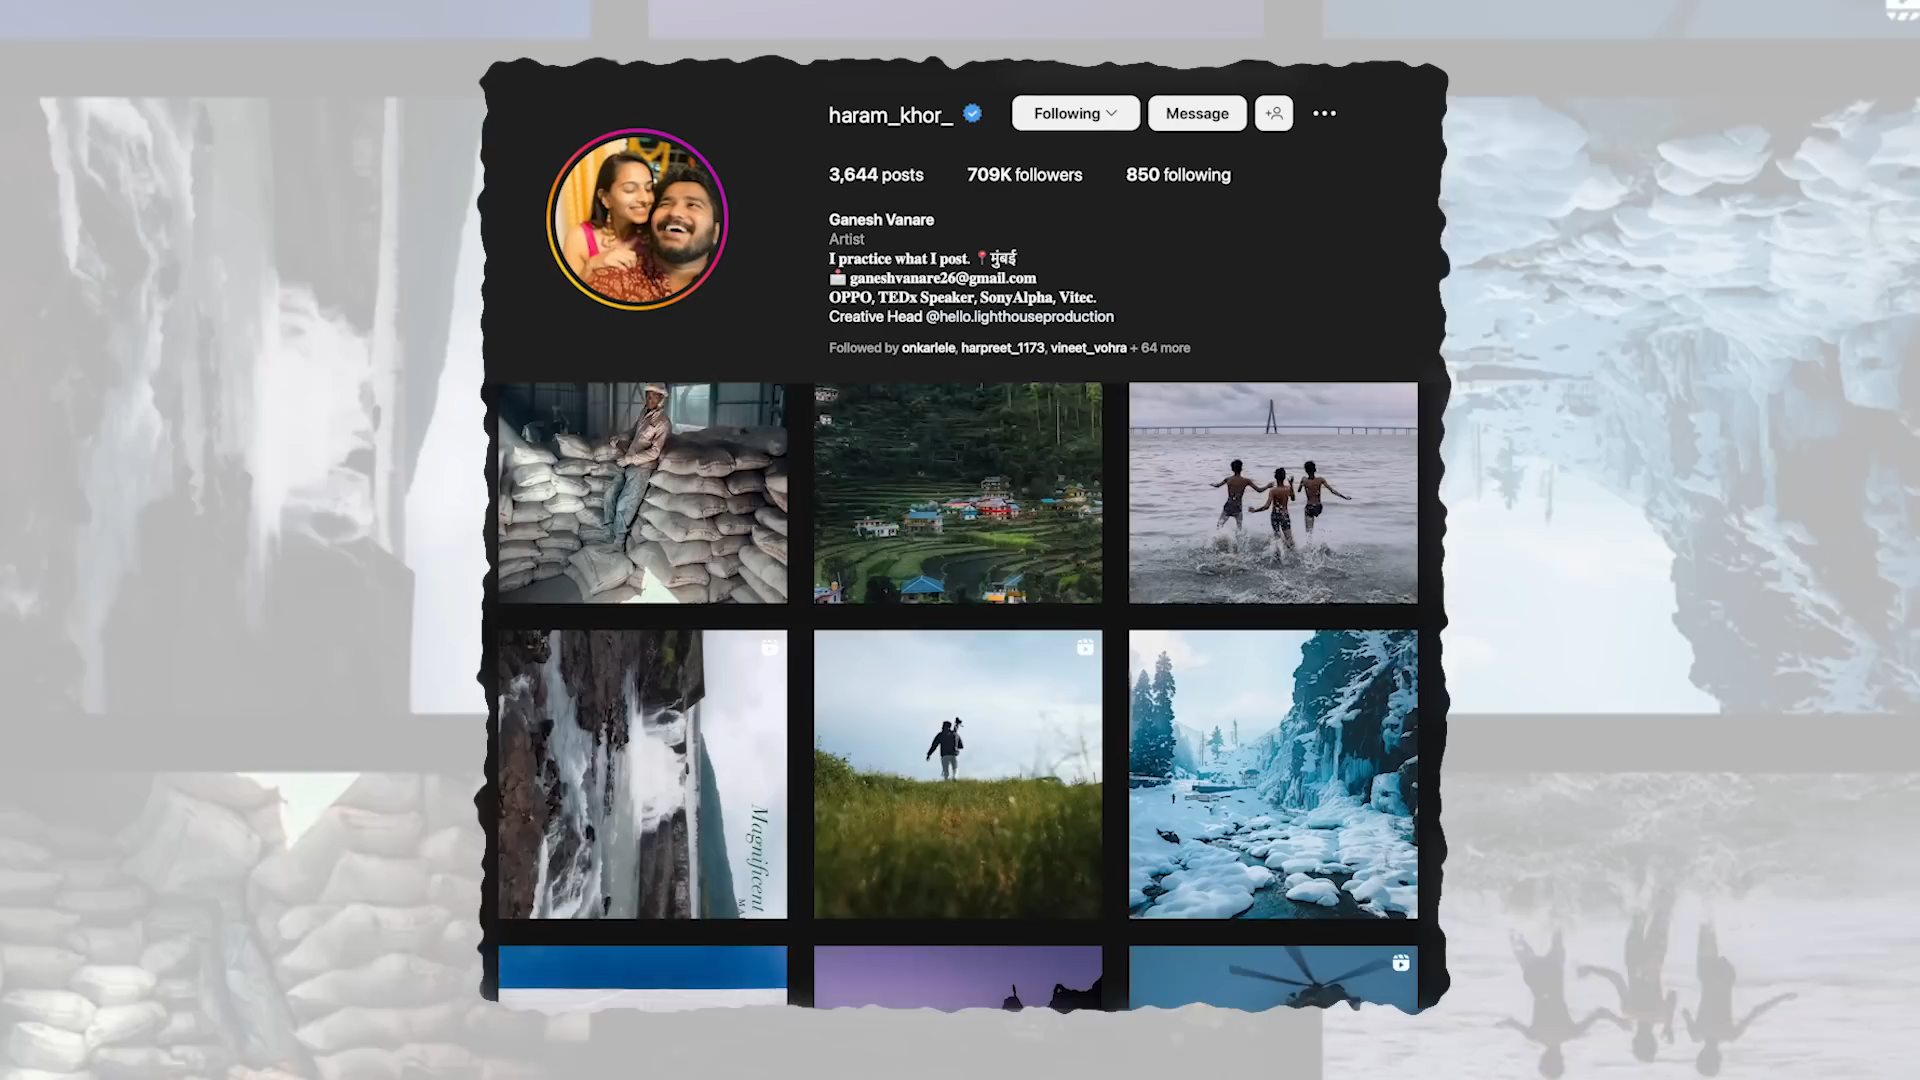 haram_khor_
Following
Message
3,644 posts
709K followers
850 following
Ganesh Vanare
Artist
I practice what I post. 📍मुंबई
📩 ganeshvanare26@gmail.com
OPPO, TEDx Speaker, SonyAlpha, Vitec.
Creative Head @hello.lighthouseproduction
Followed by onkarlele, harpreet_1173, vineet_vohra + 64 more
Magnificent
MA